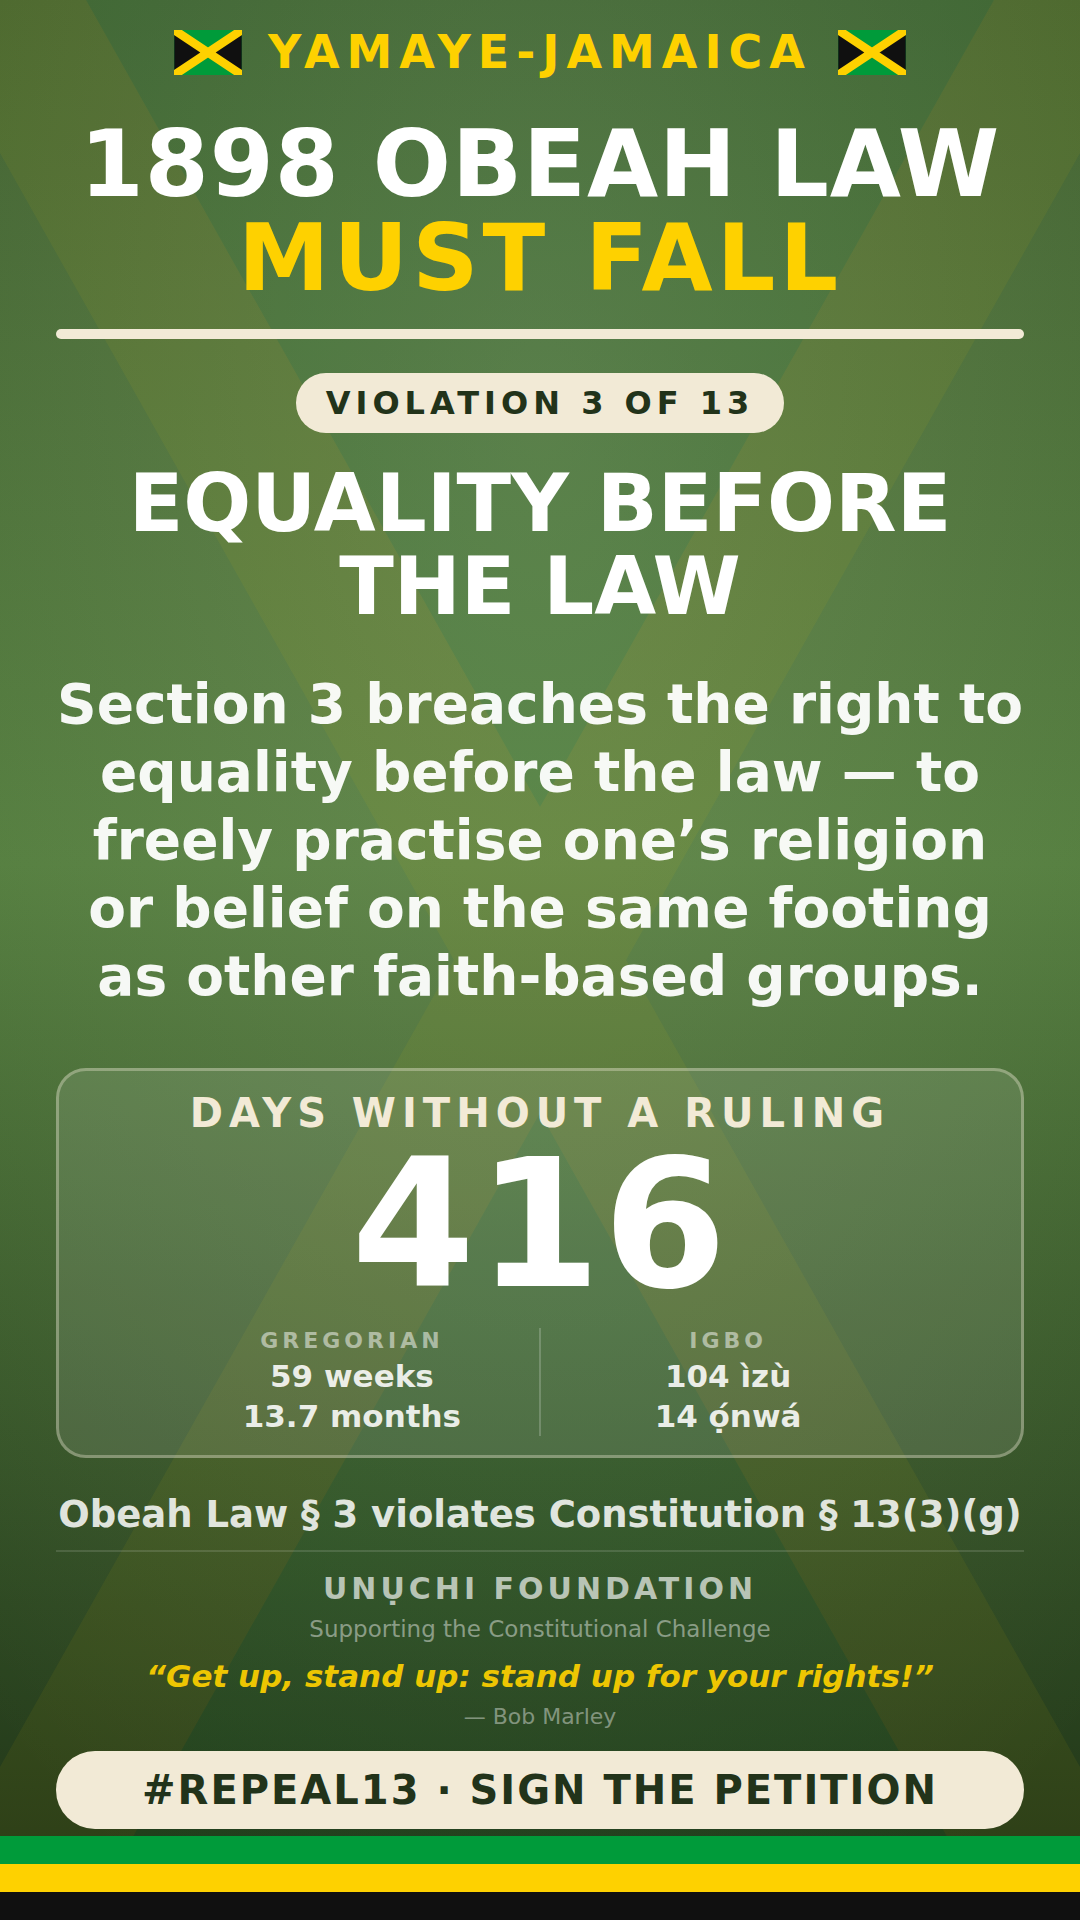 YAMAYE-JAMAICA
1898 OBEAH LAW
MUST FALL
VIOLATION 3 OF 13
EQUALITY BEFORE
THE LAW
Section 3 breaches the right to
equality before the law — to
freely practise one’s religion
or belief on the same footing
as other faith-based groups.
DAYS WITHOUT A RULING
416
GREGORIAN
59 weeks
13.7 months
IGBO
104 ìzù
14 ọ́nwá
Obeah Law § 3 violates Constitution § 13(3)(g)
UNỤCHI FOUNDATION
Supporting the Constitutional Challenge
“Get up, stand up: stand up for your rights!”
— Bob Marley
#REPEAL13 · SIGN THE PETITION